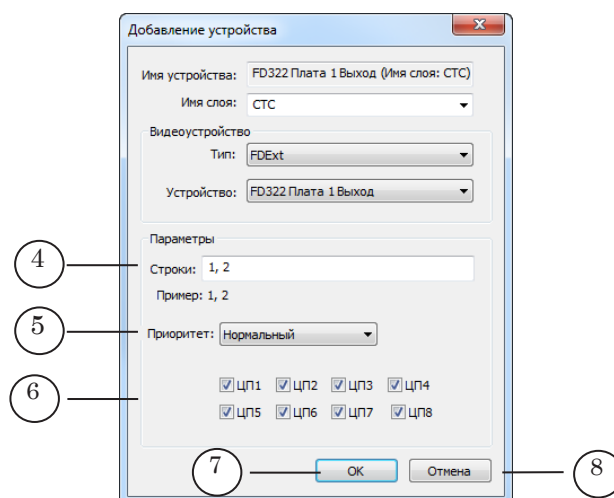 Добавление устройства
Имя устройства: FD322 Плата 1 Выход (Имя слоя: СТС)
Имя слоя: СТС
Видеоустройство
Тип: FDExt
Устройство: FD322 Плата 1 Выход
Параметры
4 Строки: 1, 2
Пример: 1, 2
5 Приоритет: Нормальный
6 ЦП1 ЦП2 ЦП3 ЦП4
ЦП5 ЦП6 ЦП7 ЦП8
7 OK Отмена 8